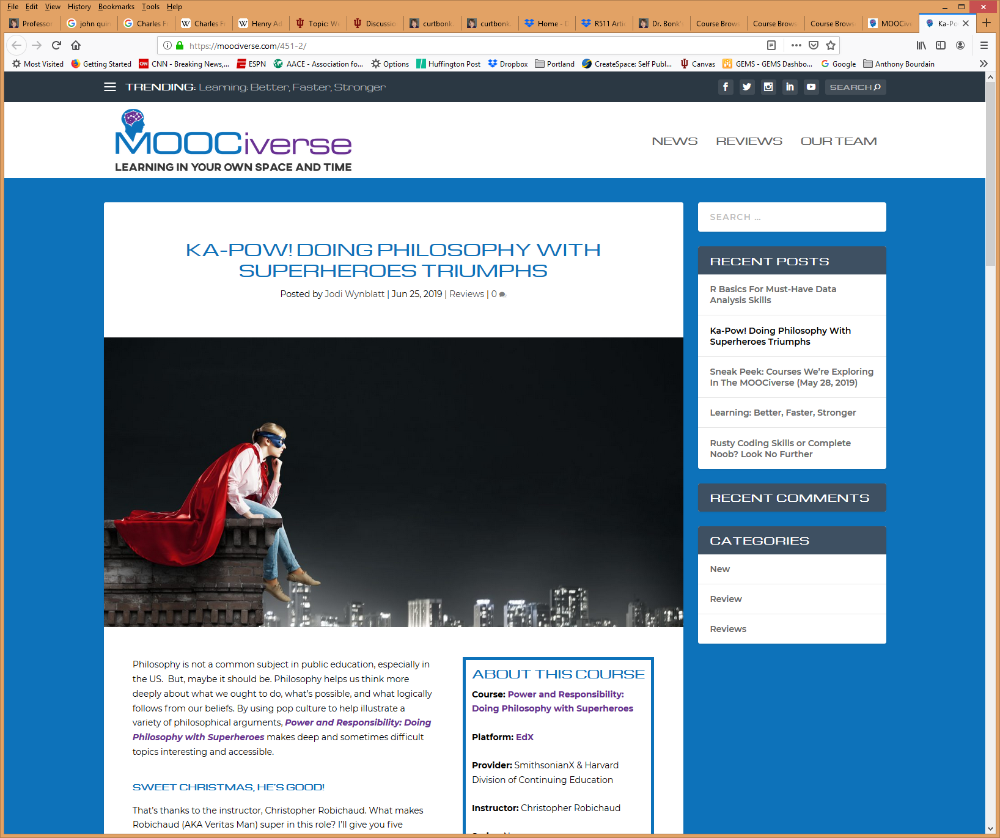 File Edit View History Bookmarks Tools Help
Professor
john quin
Charles F
Charles F
Henry Ad
Topic: We
Discussio
curtbonk.
curtbonk.
Home - D
R511 Artic
Dr. Bonk's
Course Brows
Course Brows
Course Brows
MOOCive
Ka-Po
https://moociverse.com/451-2/
Most Visited Getting Started CNN - Breaking News,... ESPN AACE - Association fo... Options Huffington Post Dropbox Portland CreateSpace: Self Publ... Canvas GEMS - GEMS Dashbo... Google Anthony Bourdain
TRENDING: Learning: Better, Faster, Stronger
SEARCH
MOOCiverse
LEARNING IN YOUR OWN SPACE AND TIME
NEWS REVIEWS OUR TEAM
KA-POW! DOING PHILOSOPHY WITH
SUPERHEROES TRIUMPHS
Posted by Jodi Wynblatt | Jun 25, 2019 | Reviews | 0
Philosophy is not a common subject in public education, especially in
the US. But, maybe it should be. Philosophy helps us think more
deeply about what we ought to do, what's possible, and what logically
follows from our beliefs. By using pop culture to help illustrate a
variety of philosophical arguments, Power and Responsibility: Doing
Philosophy with Superheroes makes deep and sometimes difficult
topics interesting and accessible.
SWEET CHRISTMAS, HE'S GOOD!
That's thanks to the instructor, Christopher Robichaud. What makes
Robichaud (AKA Veritas Man) super in this role? I'll give you five
ABOUT THIS COURSE
Course: Power and Responsibility:
Doing Philosophy with Superheroes
Platform: EdX
Provider: SmithsonianX & Harvard
Division of Continuing Education
Instructor: Christopher Robichaud
SEARCH ...
RECENT POSTS
R Basics For Must-Have Data
Analysis Skills
Ka-Pow! Doing Philosophy With
Superheroes Triumphs
Sneak Peek: Courses We're Exploring
In The MOOCiverse (May 28, 2019)
Learning: Better, Faster, Stronger
Rusty Coding Skills or Complete
Noob? Look No Further
RECENT COMMENTS
CATEGORIES
New
Review
Reviews